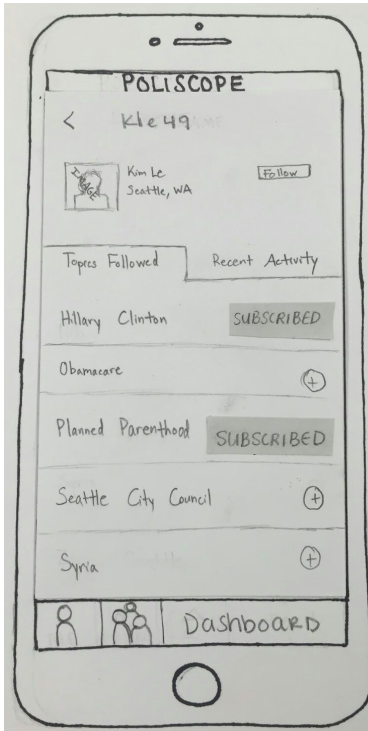 POLISCOPE
< Kle49
IMAGE
Kim Le
Follow
Seattle, WA
Topics Followed
Recent Activity
Hillary Clinton
SUBSCRIBED
Obamacare
+
Planned Parenthood
SUBSCRIBED
Seattle City Council
+
Syria
+
DashboARD